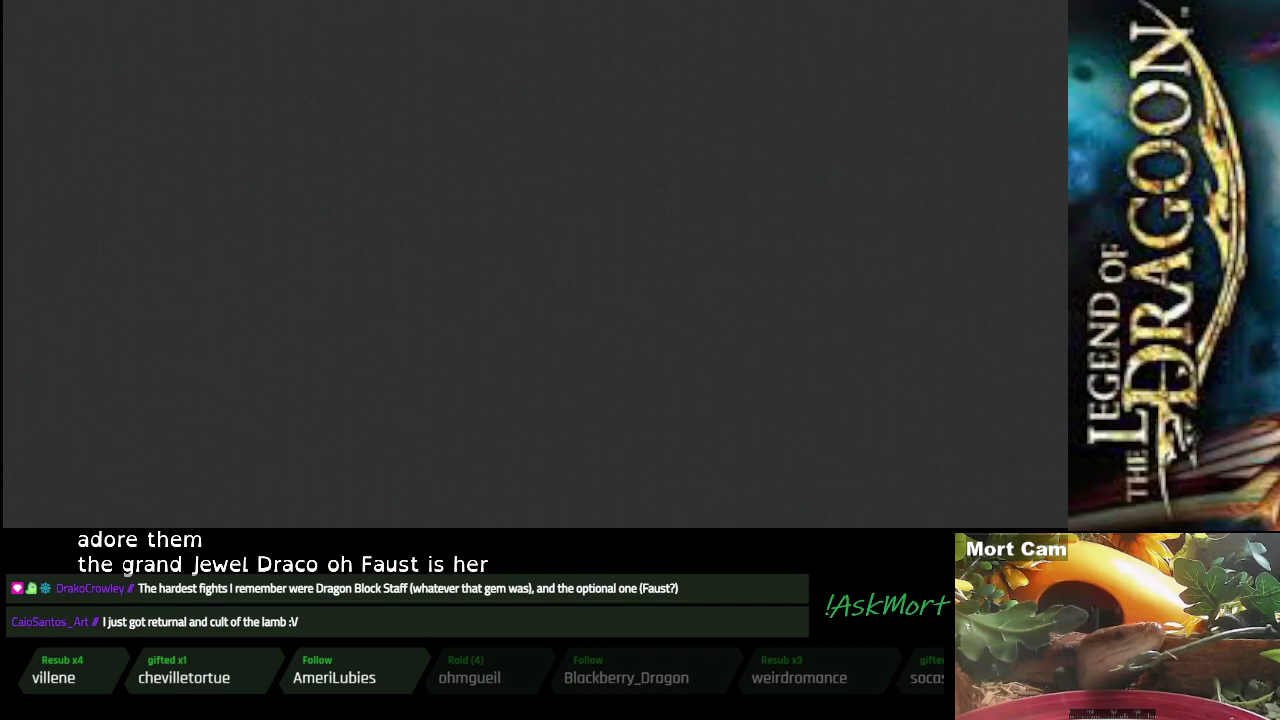 THE LEGEND OF DRAGOON
adore them
the grand Jewel Draco oh Faust is her
DrakoCrowley // The hardest fights I remember were Dragon Block Staff (whatever that gem was), and the optional one (Faust?)
CaioSantos_Art // I just got returnal and cult of the lamb :V
!AskMort
Mort Cam
Resub x4
villene
gifted x1
chevilletortue
Follow
AmeriLubies
Raid (4)
ohmgueil
Follow
Blackberry_Dragon
Resub x3
weirdromance
gifte
socos